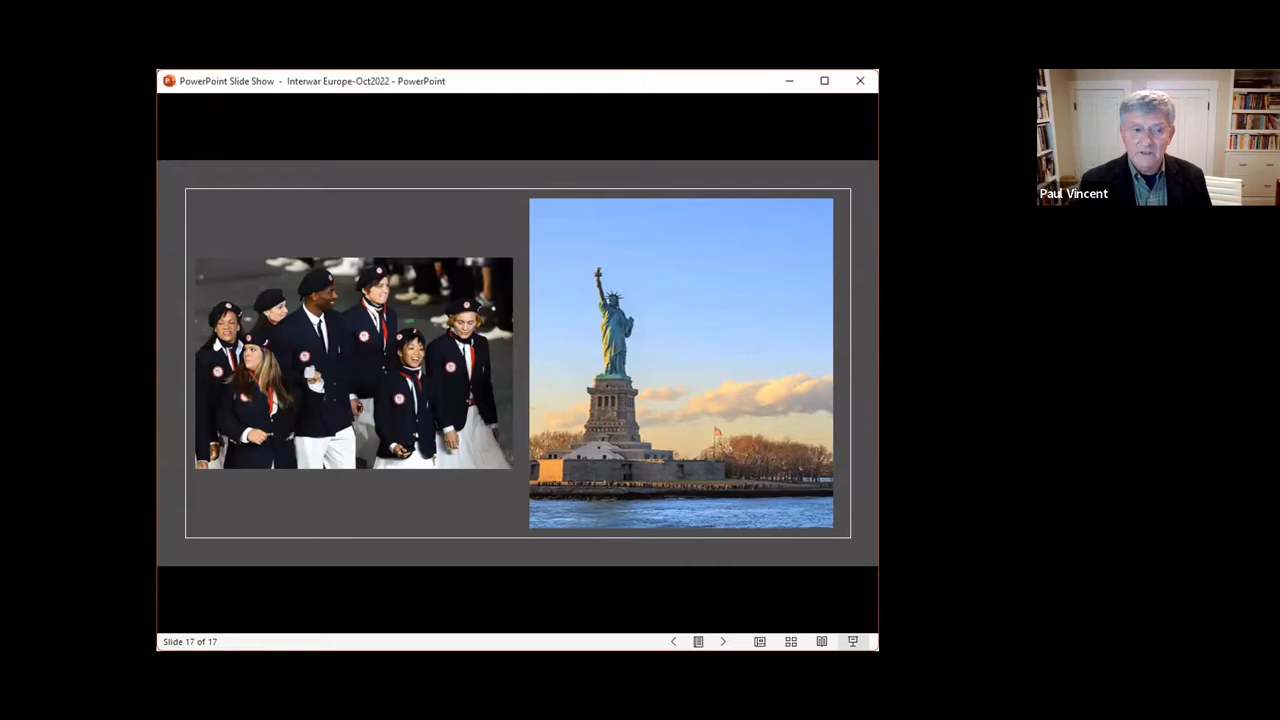 PowerPoint Slide Show - Interwar Europe-Oct2022 - PowerPoint
Paul Vincent
Slide 17 of 17